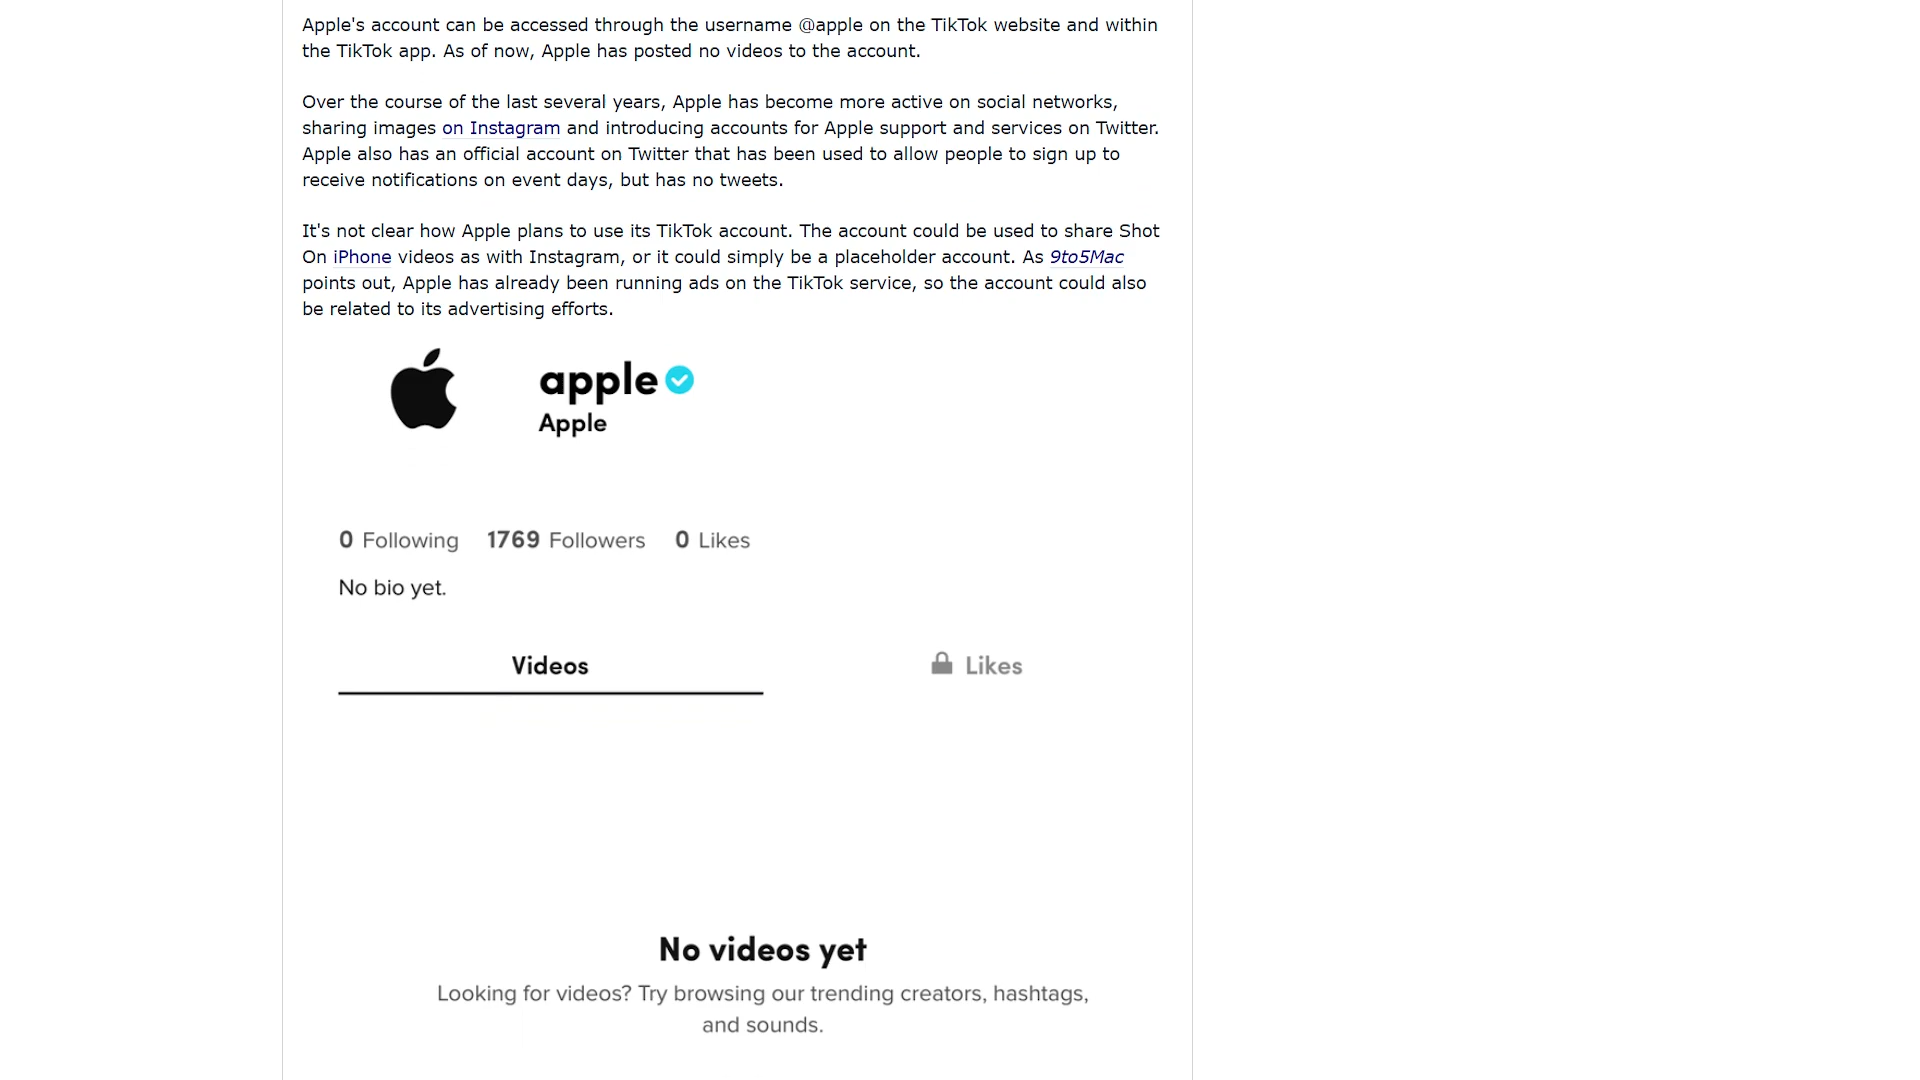 Apple's account can be accessed through the username @apple on the TikTok website and within
the TikTok app. As of now, Apple has posted no videos to the account.
Over the course of the last several years, Apple has become more active on social networks,
sharing images on Instagram and introducing accounts for Apple support and services on Twitter.
Apple also has an official account on Twitter that has been used to allow people to sign up to
receive notifications on event days, but has no tweets.
It's not clear how Apple plans to use its TikTok account. The account could be used to share Shot
On iPhone videos as with Instagram, or it could simply be a placeholder account. As 9to5Mac
points out, Apple has already been running ads on the TikTok service, so the account could also
be related to its advertising efforts.
apple
Apple
0 Following 1769 Followers 0 Likes
No bio yet.
Videos Likes
No videos yet
Looking for videos? Try browsing our trending creators, hashtags,
and sounds.